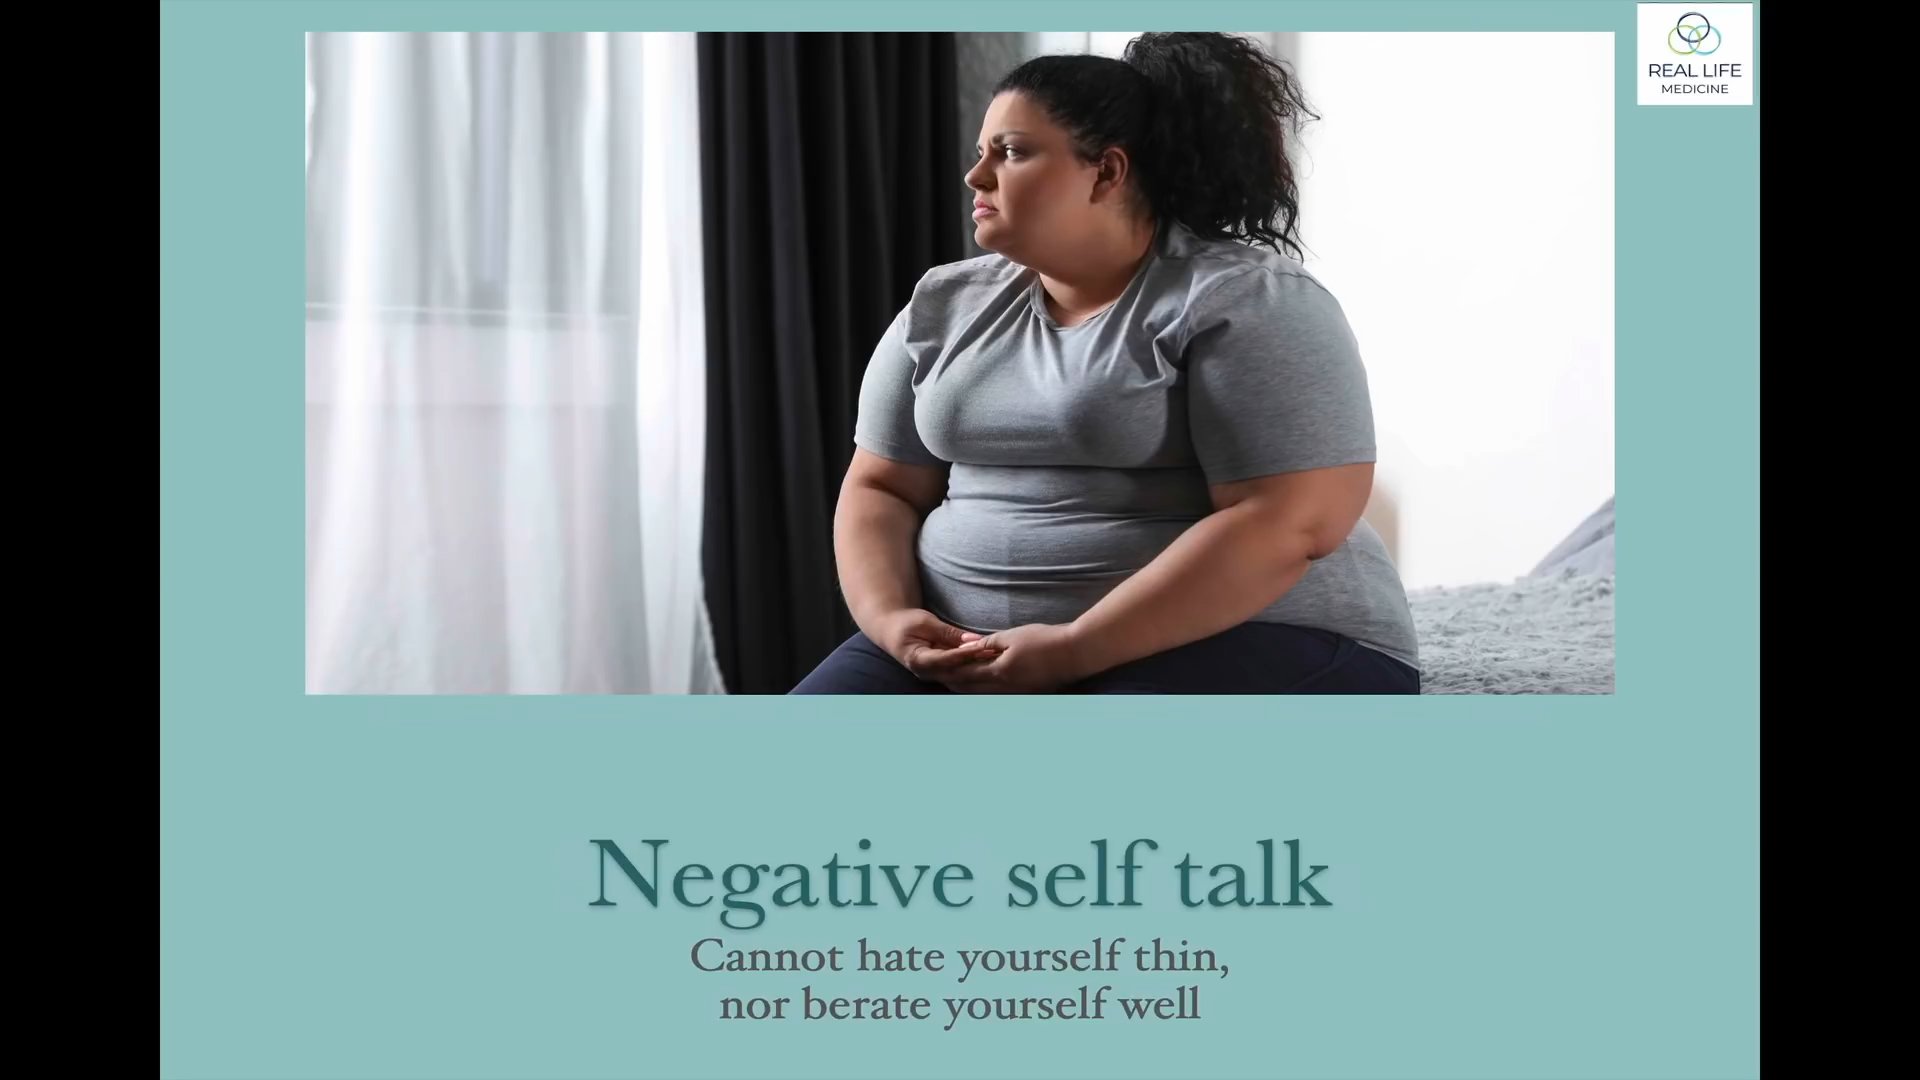 REAL LIFE
MEDICINE
Negative self talk
Cannot hate yourself thin,
nor berate yourself well